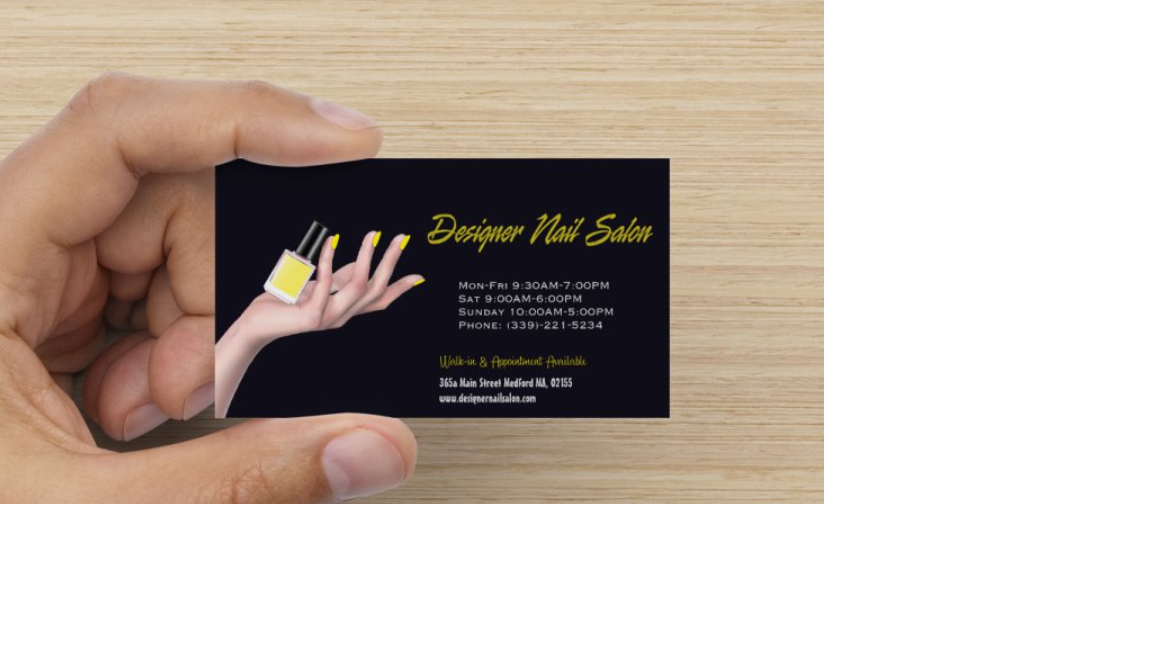 Designer Nail Salon
Mon-Fri 9:30AM-7:00PM
Sat 9:00AM-6:00PM
Sunday 10:00AM-5:00PM
Phone: (339)-221-5234
Walk-in & Appointment Available
365a Main Street Medford MA, 02155
www.designernailsalon.com